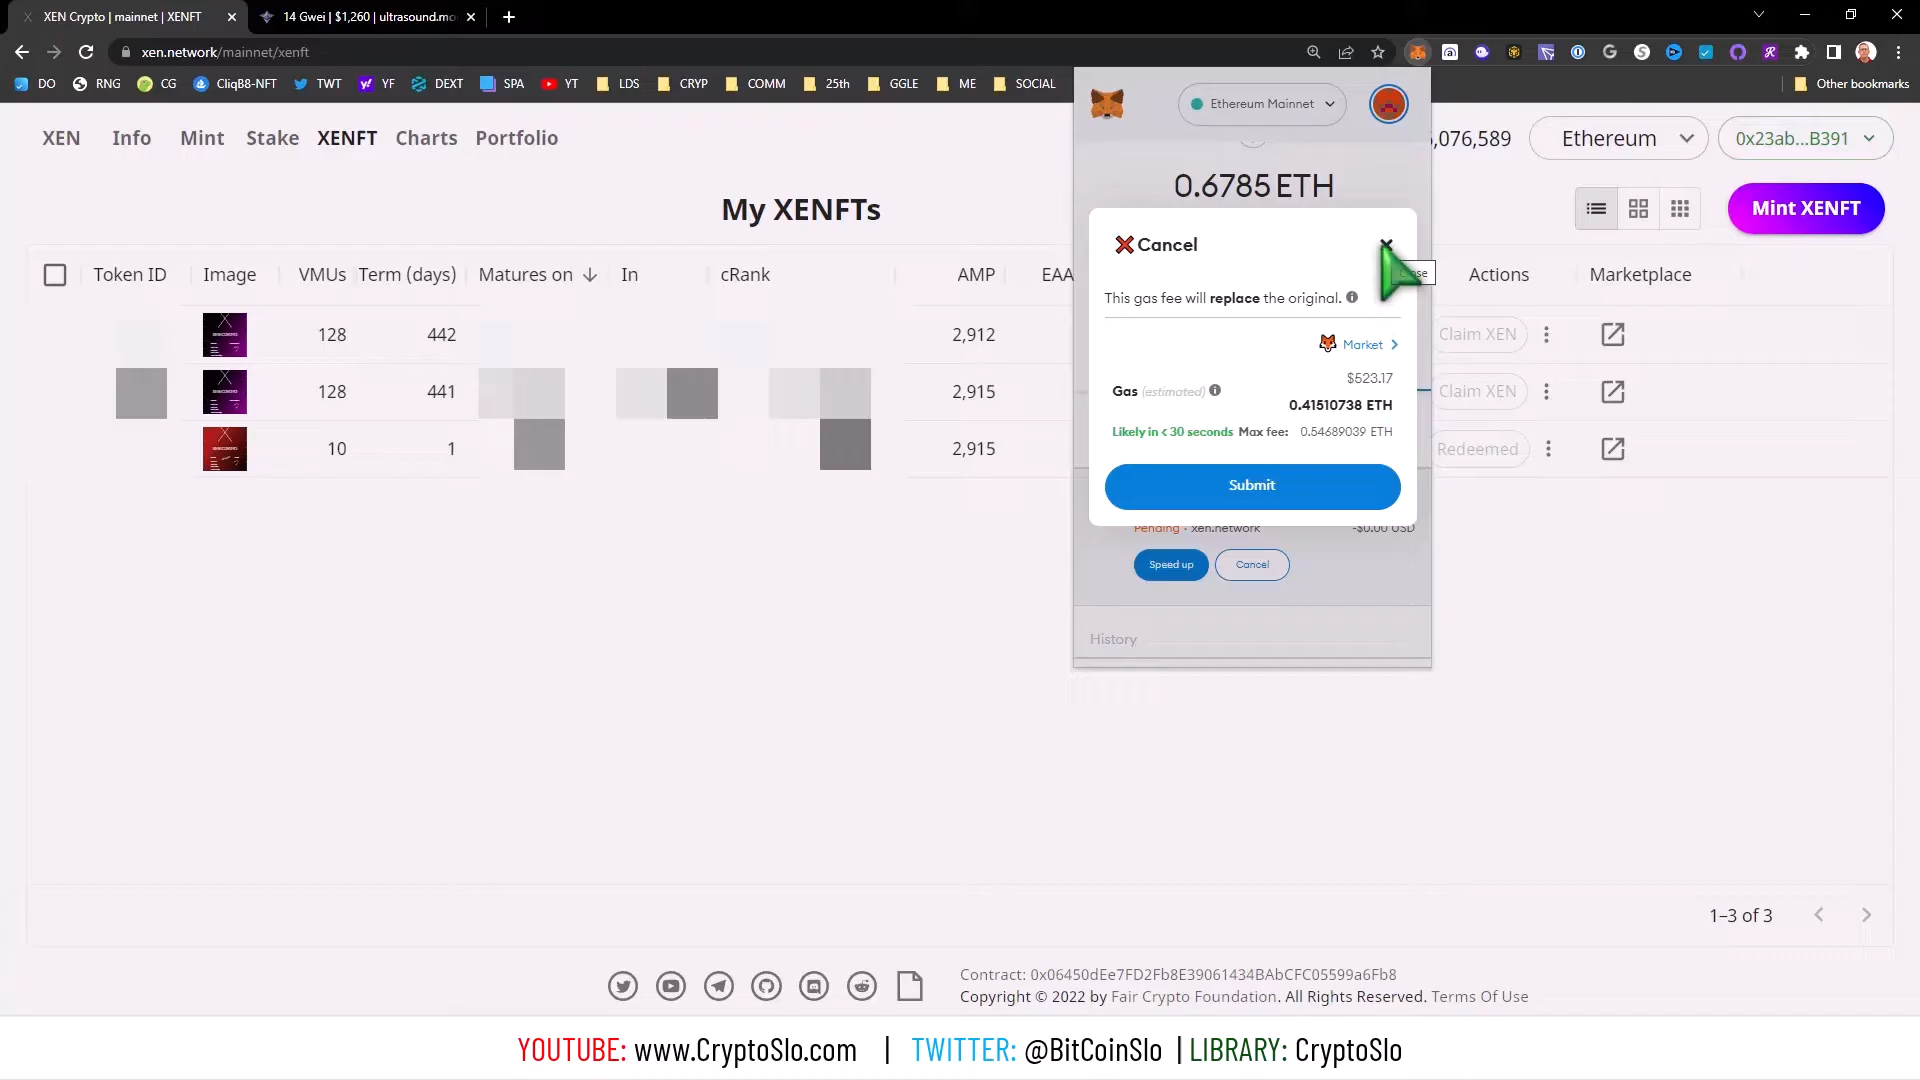 XEN Crypto | mainnet | XENFT
14 Gwei | $1,260 | ultrasound.mo
xen.network/mainnet/xenft
DO RNG CG CliqB8-NFT TWT YF DEXT SPA YT LDS CRYP COMM 25th GGLE ME SOCIAL Other bookmarks
XEN Info Mint Stake XENFT Charts Portfolio
Ethereum Mainnet
,076,589 Ethereum 0x23ab...B391
0.6785 ETH
My XENFTs
Mint XENFT
Token ID Image VMUs Term (days) Matures on In cRank AMP EAA Actions Marketplace
128 442 2,912 Claim XEN
128 441 2,915 Claim XEN
10 1 2,915 Redeemed
Cancel
This gas fee will replace the original.
Market
$523.17
Gas (estimated)
0.41510738 ETH
Likely in < 30 seconds Max fee: 0.54689039 ETH
Submit
Pending · xen.network -$0.00 USD
Speed up Cancel
History
1–3 of 3
Contract: 0x06450dEe7FD2Fb8E39061434BAbCFC05599a6Fb8
Copyright © 2022 by Fair Crypto Foundation. All Rights Reserved. Terms Of Use
YOUTUBE: www.CryptoSlo.com | TWITTER: @BitCoinSlo | LIBRARY: CryptoSlo